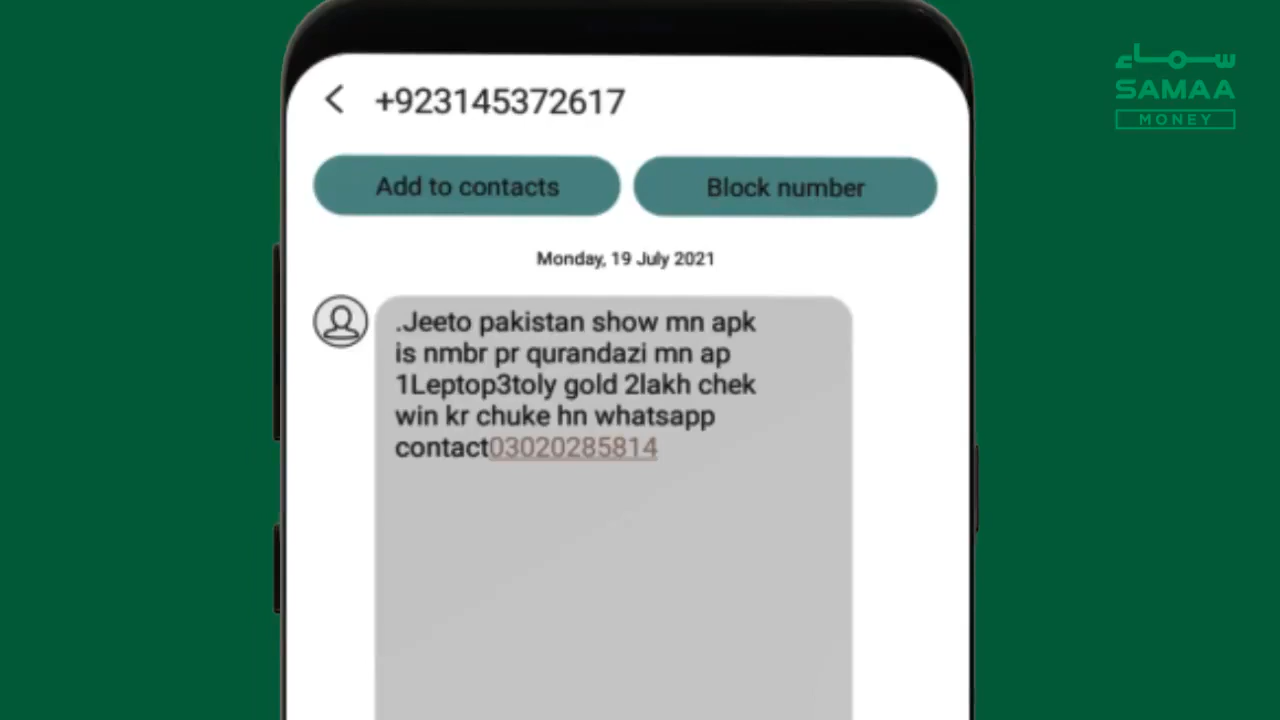 سماء
SAMAA
MONEY
+923145372617
Add to contacts
Block number
Monday, 19 July 2021
.Jeeto pakistan show mn apk
is nmbr pr qurandazi mn ap
1Leptop3toly gold 2lakh chek
win kr chuke hn whatsapp
contact03020285814